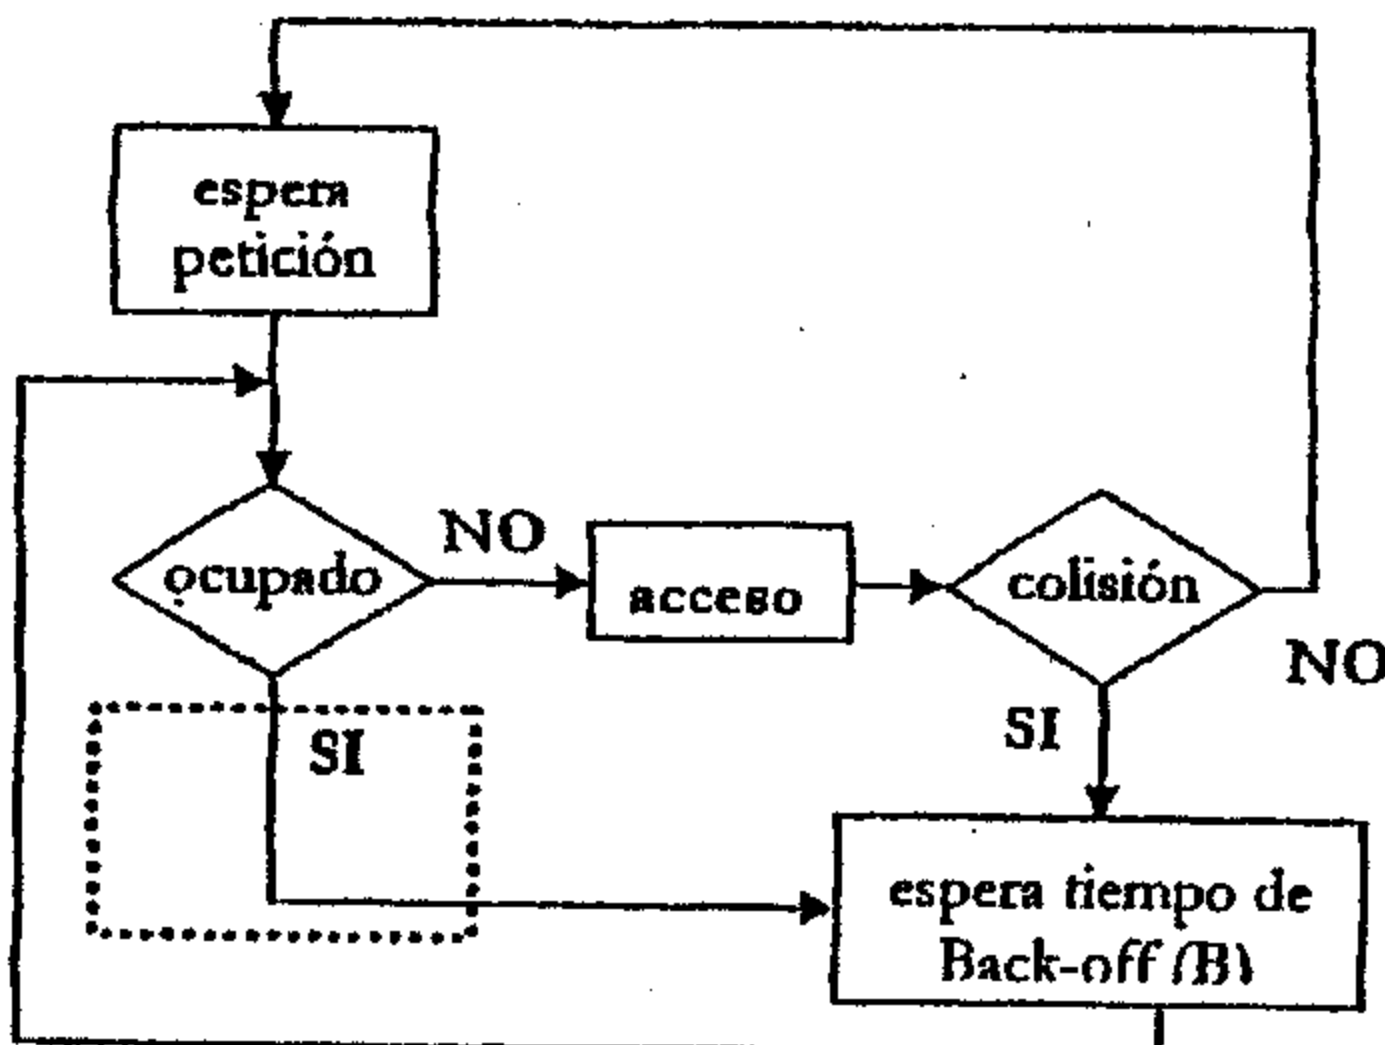 espera
petición
ocupado
NO
acceso
colisión
NO
SI
SI
espera tiempo de
Back-off (B)